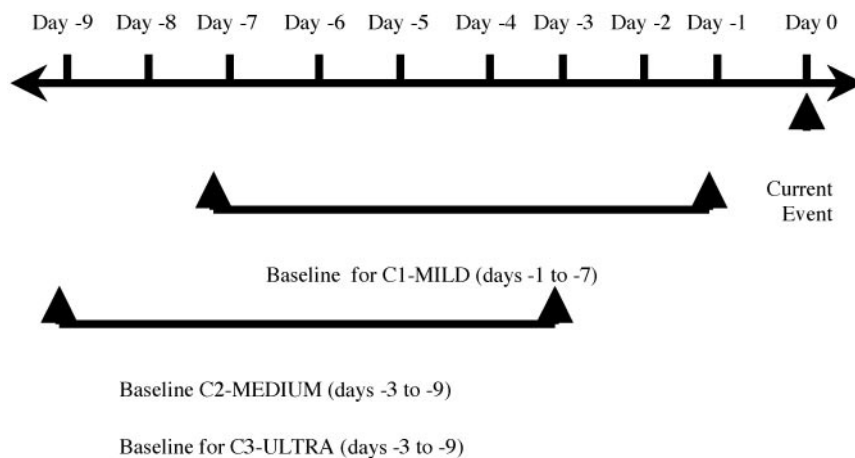 Day -9 Day -8 Day -7 Day -6 Day -5 Day -4 Day -3 Day -2 Day -1 Day 0
Current
Event
Baseline for C1-MILD (days -1 to -7)
Baseline C2-MEDIUM (days -3 to -9)
Baseline for C3-ULTRA (days -3 to -9)